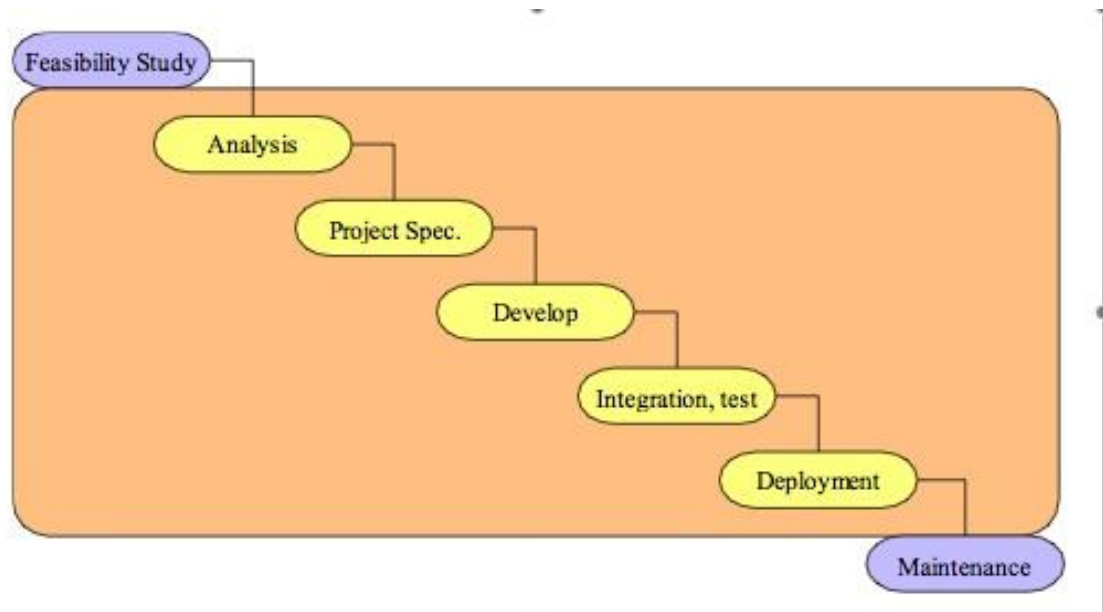 Feasibility Study
Analysis
Project Spec.
Develop
Integration, test
Deployment
Maintenance